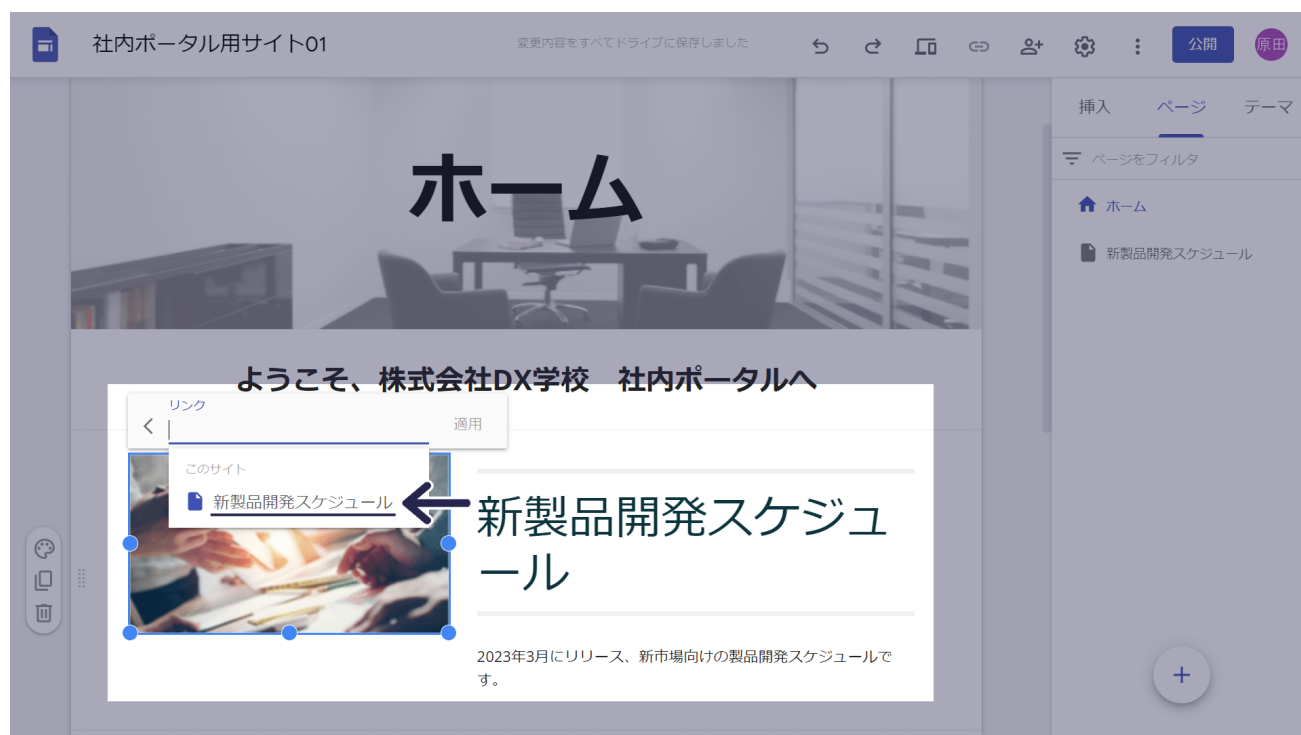 社内ポータル用サイト01
変更内容をすべてドライブに保存しました
公開
原田
挿入
ページ
テーマ
ページをフィルタ
ホーム
新製品開発スケジュール
ホーム
ようこそ、株式会社DX学校　社内ポータルへ
リンク
適用
このサイト
新製品開発スケジュール
新製品開発スケジュ
ール
2023年3月にリリース、新市場向けの製品開発スケジュールで
す。